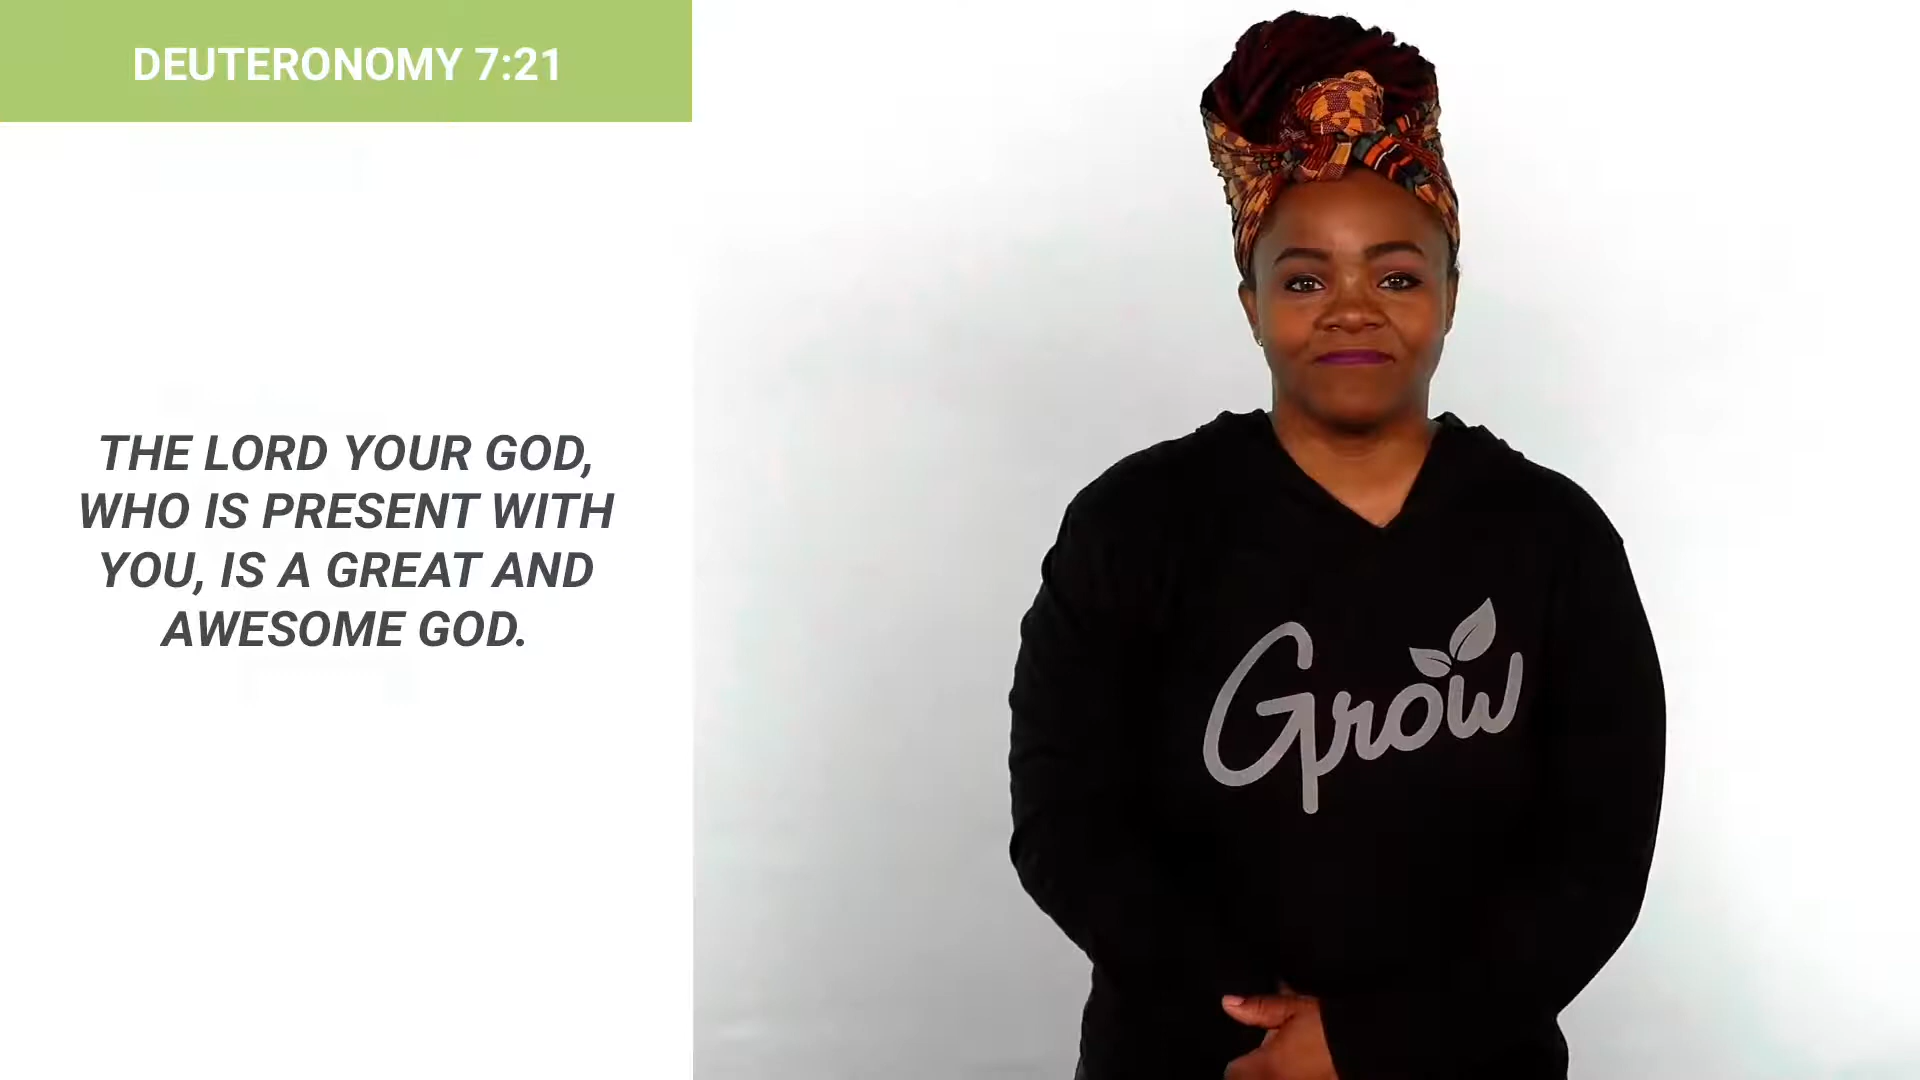 DEUTERONOMY 7:21
THE LORD YOUR GOD,
WHO IS PRESENT WITH
YOU, IS A GREAT AND
AWESOME GOD.
Grow